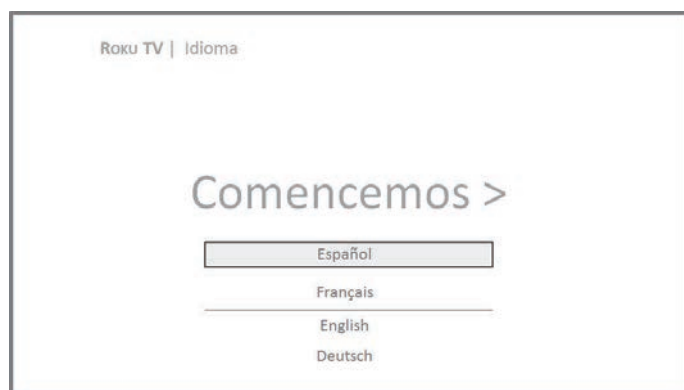 Roku TV | Idioma
Comencemos >
Español
Français
English
Deutsch